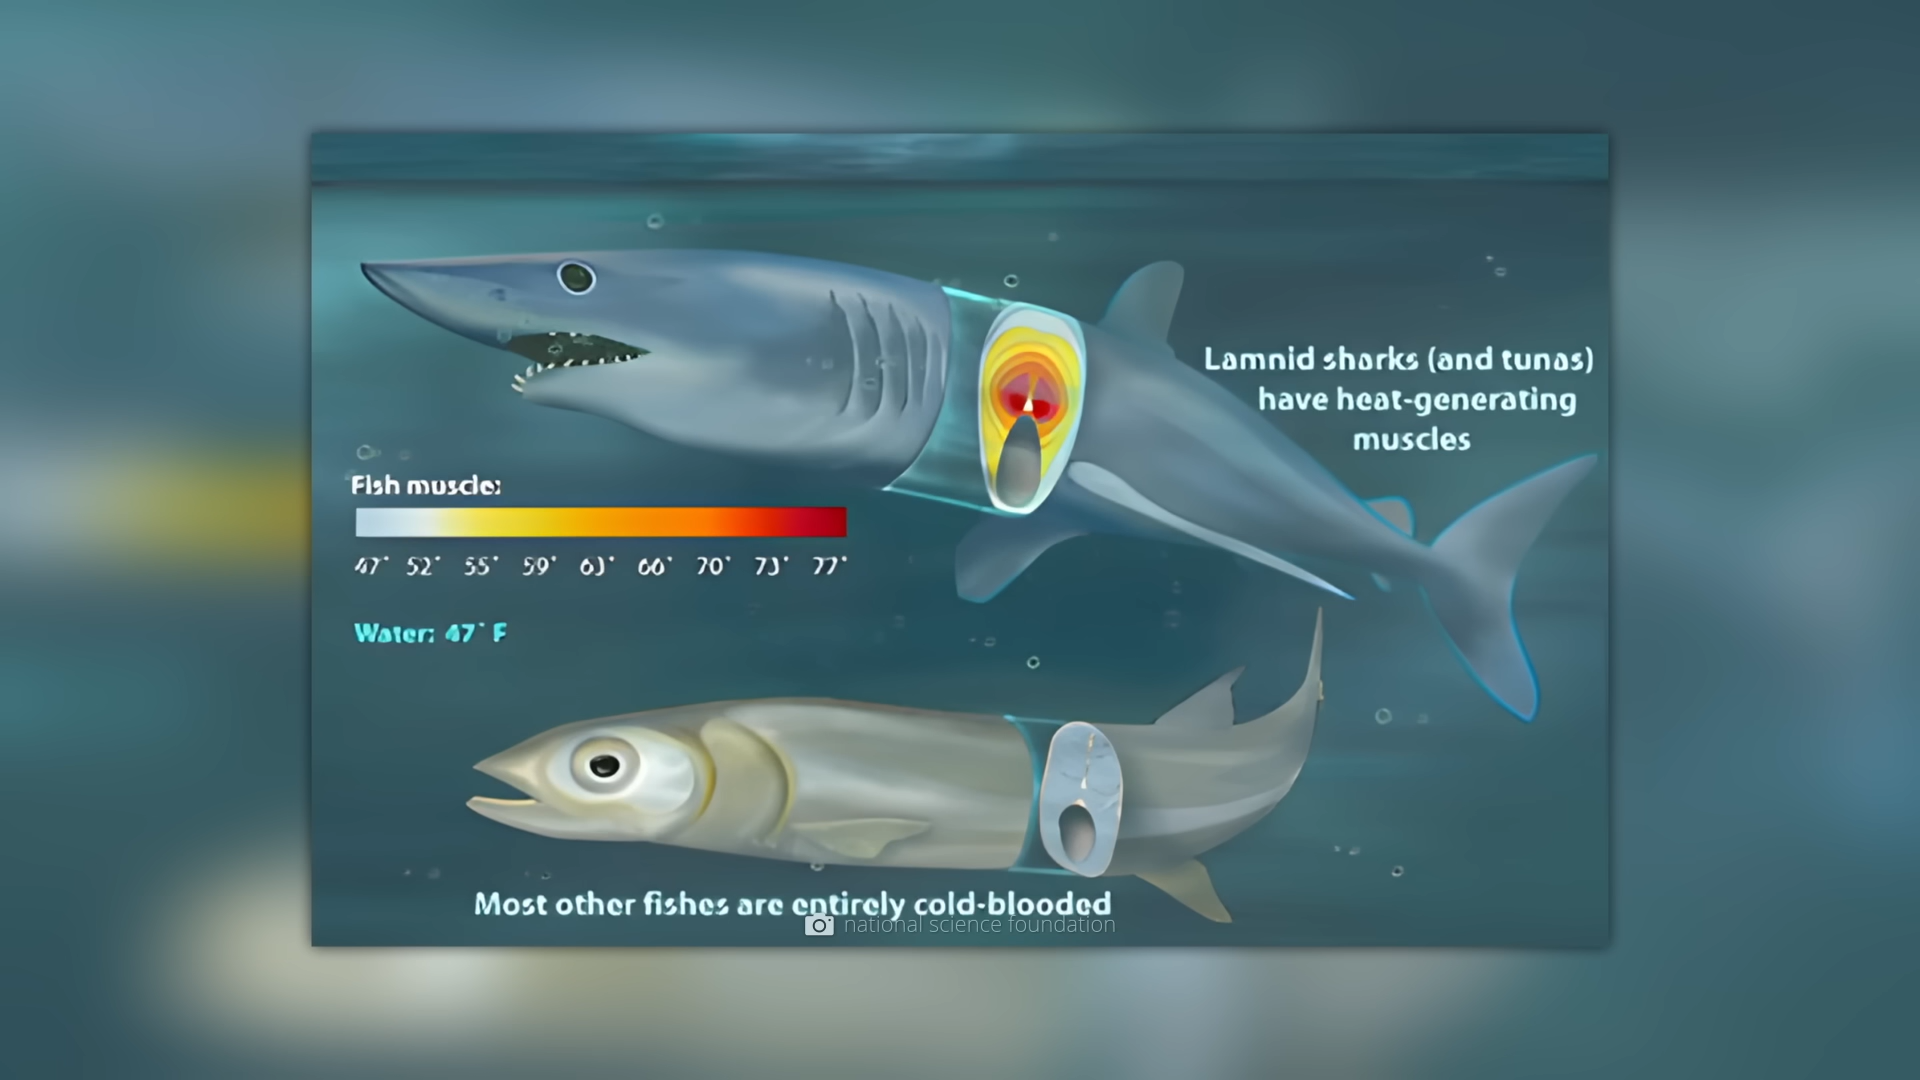 Lamnid sharks (and tunas)
have heat-generating
muscles
Fish muscle:
47° 52° 55° 59° 63° 66° 70° 73° 77°
Water: 47° F
Most other fishes are entirely cold-blooded
national science foundation